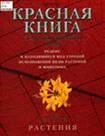 КРАСНАЯ
КНИГА
РЕДКИЕ
И НАХОДЯЩИЕСЯ ПОД УГРОЗОЙ
ИСЧЕЗНОВЕНИЯ ВИДЫ РАСТЕНИЙ
И ЖИВОТНЫХ
РАСТЕНИЯ